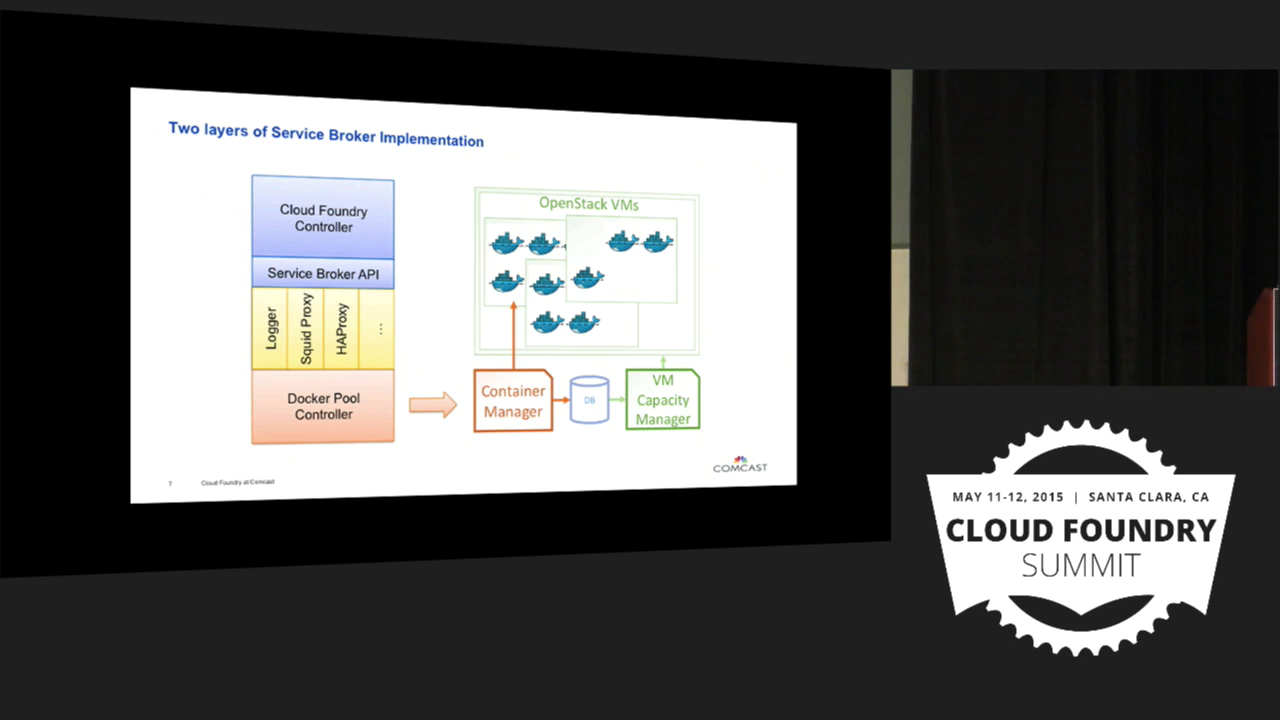 Two layers of Service Broker Implementation
Cloud Foundry
Controller
Service Broker API
Logger
Squid Proxy
HAProxy
...
Docker Pool
Controller
OpenStack VMs
Container
Manager
DB
VM
Capacity
Manager
7
Cloud Foundry at Comcast
COMCAST
MAY 11-12, 2015 | SANTA CLARA, CA
CLOUD FOUNDRY
SUMMIT